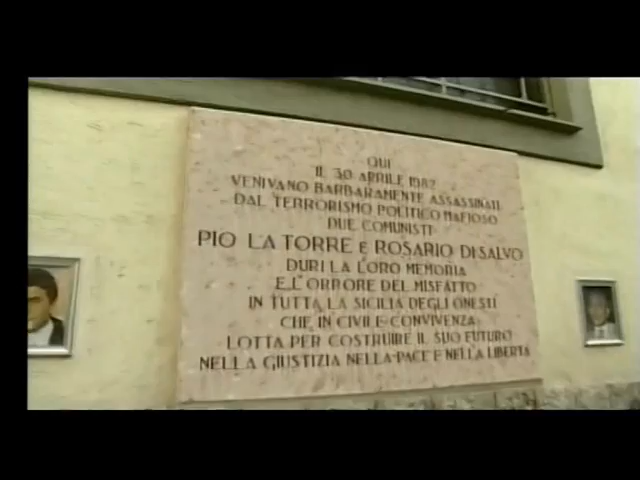 QUI
IL 30 APRILE 1982
VENIVANO BARBARAMENTE ASSASSINATI
DAL TERRORISMO POLITICO MAFIOSO
DUE COMUNISTI
PIO LA TORRE E ROSARIO DI SALVO
DURI LA LORO MEMORIA
E L'ORRORE DEL MISFATTO
IN TUTTA LA SICILIA DEGLI ONESTI
CHE IN CIVILE CONVIVENZA
LOTTA PER COSTRUIRE IL SUO FUTURO
NELLA GIUSTIZIA NELLA PACE E NELLA LIBERTA